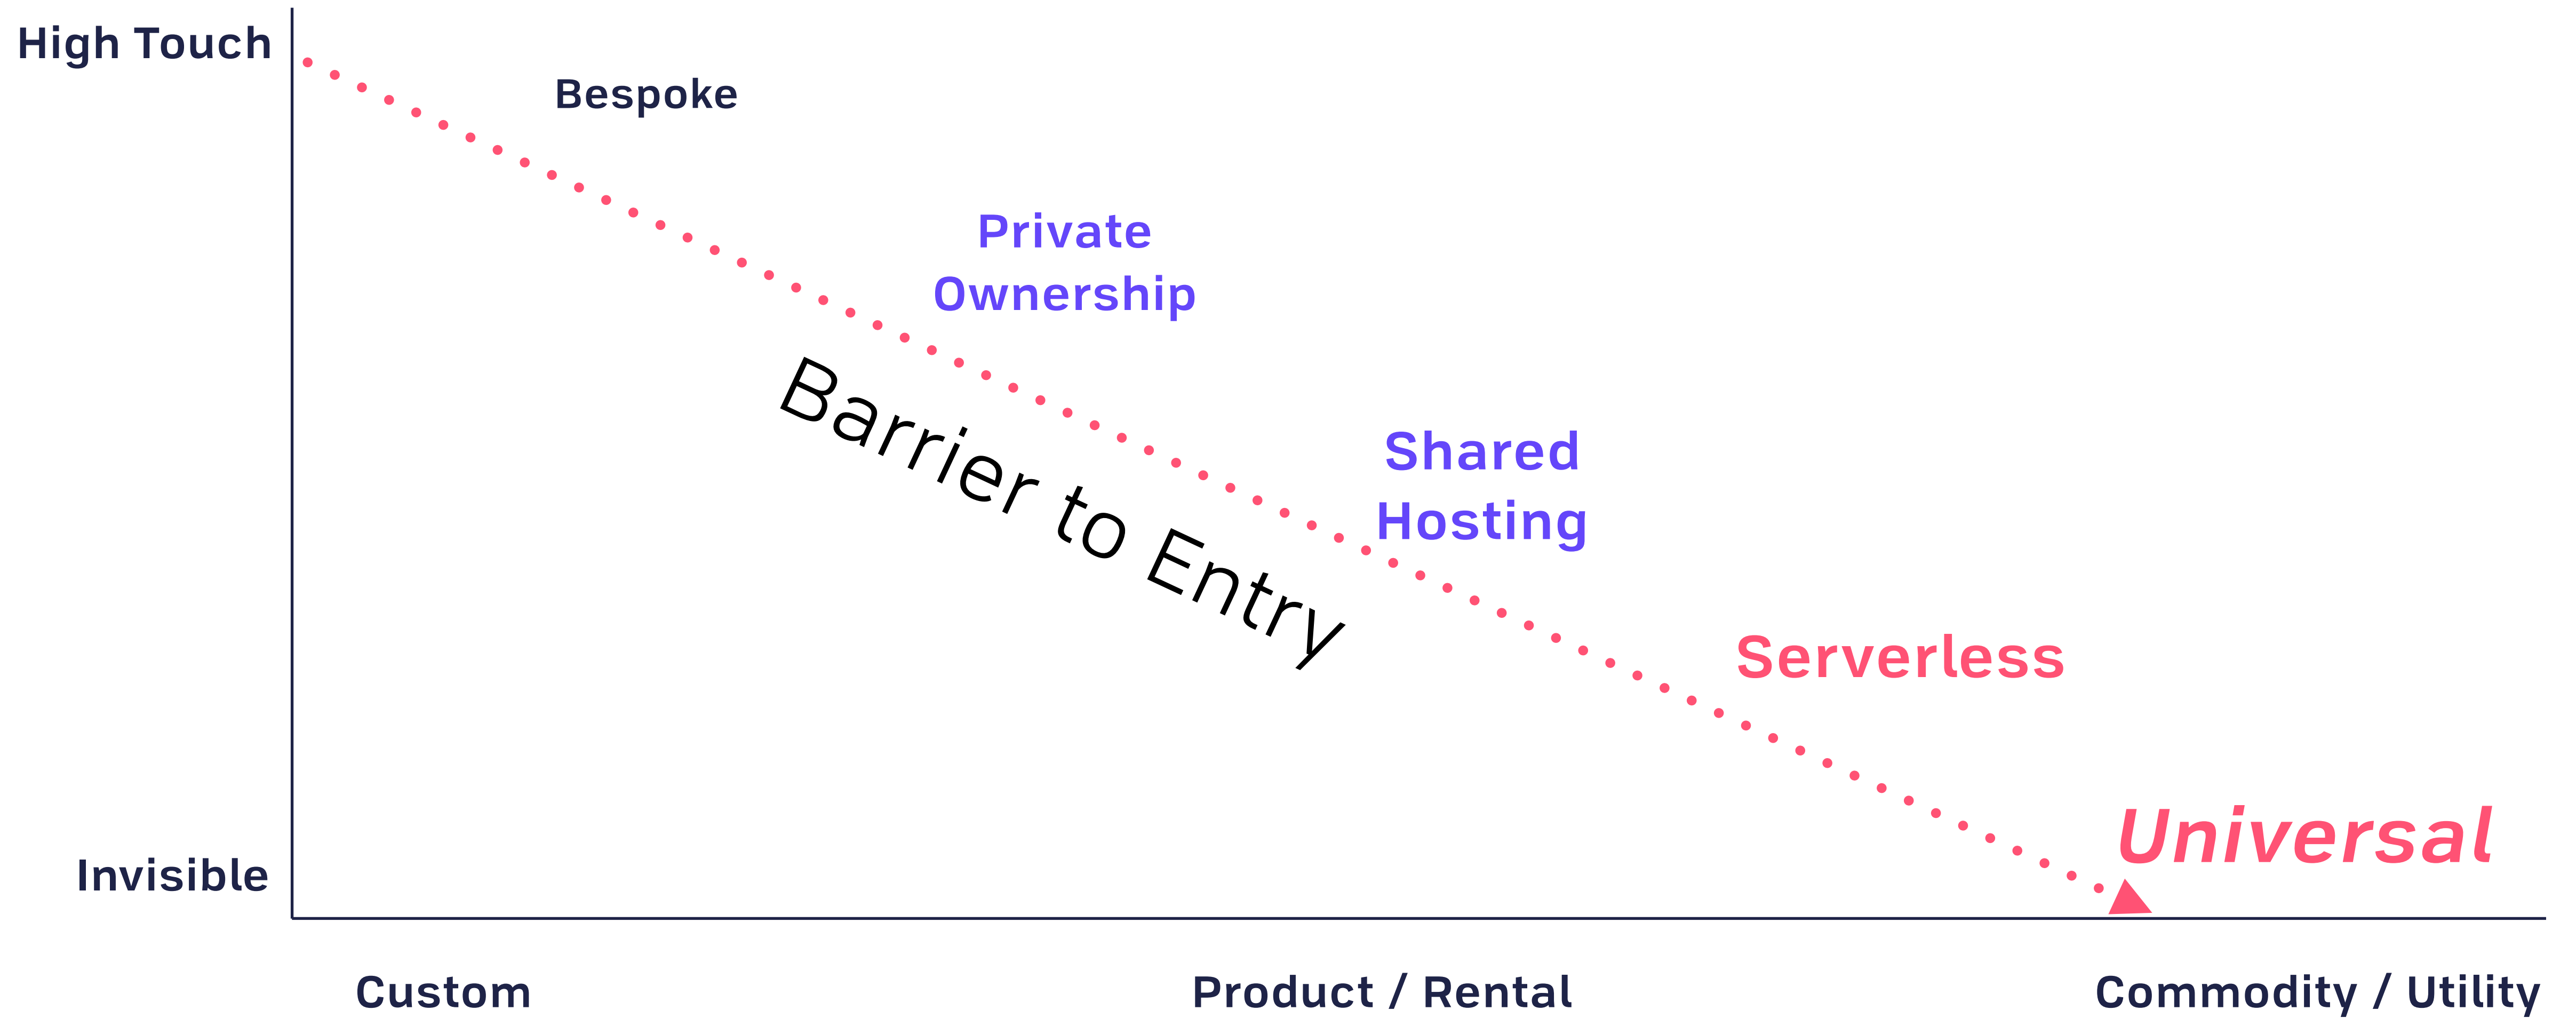 High Touch
Bespoke
Private
Ownership
Barrier to Entry
Shared
Hosting
Serverless
Universal
Invisible
Custom
Product / Rental
Commodity / Utility